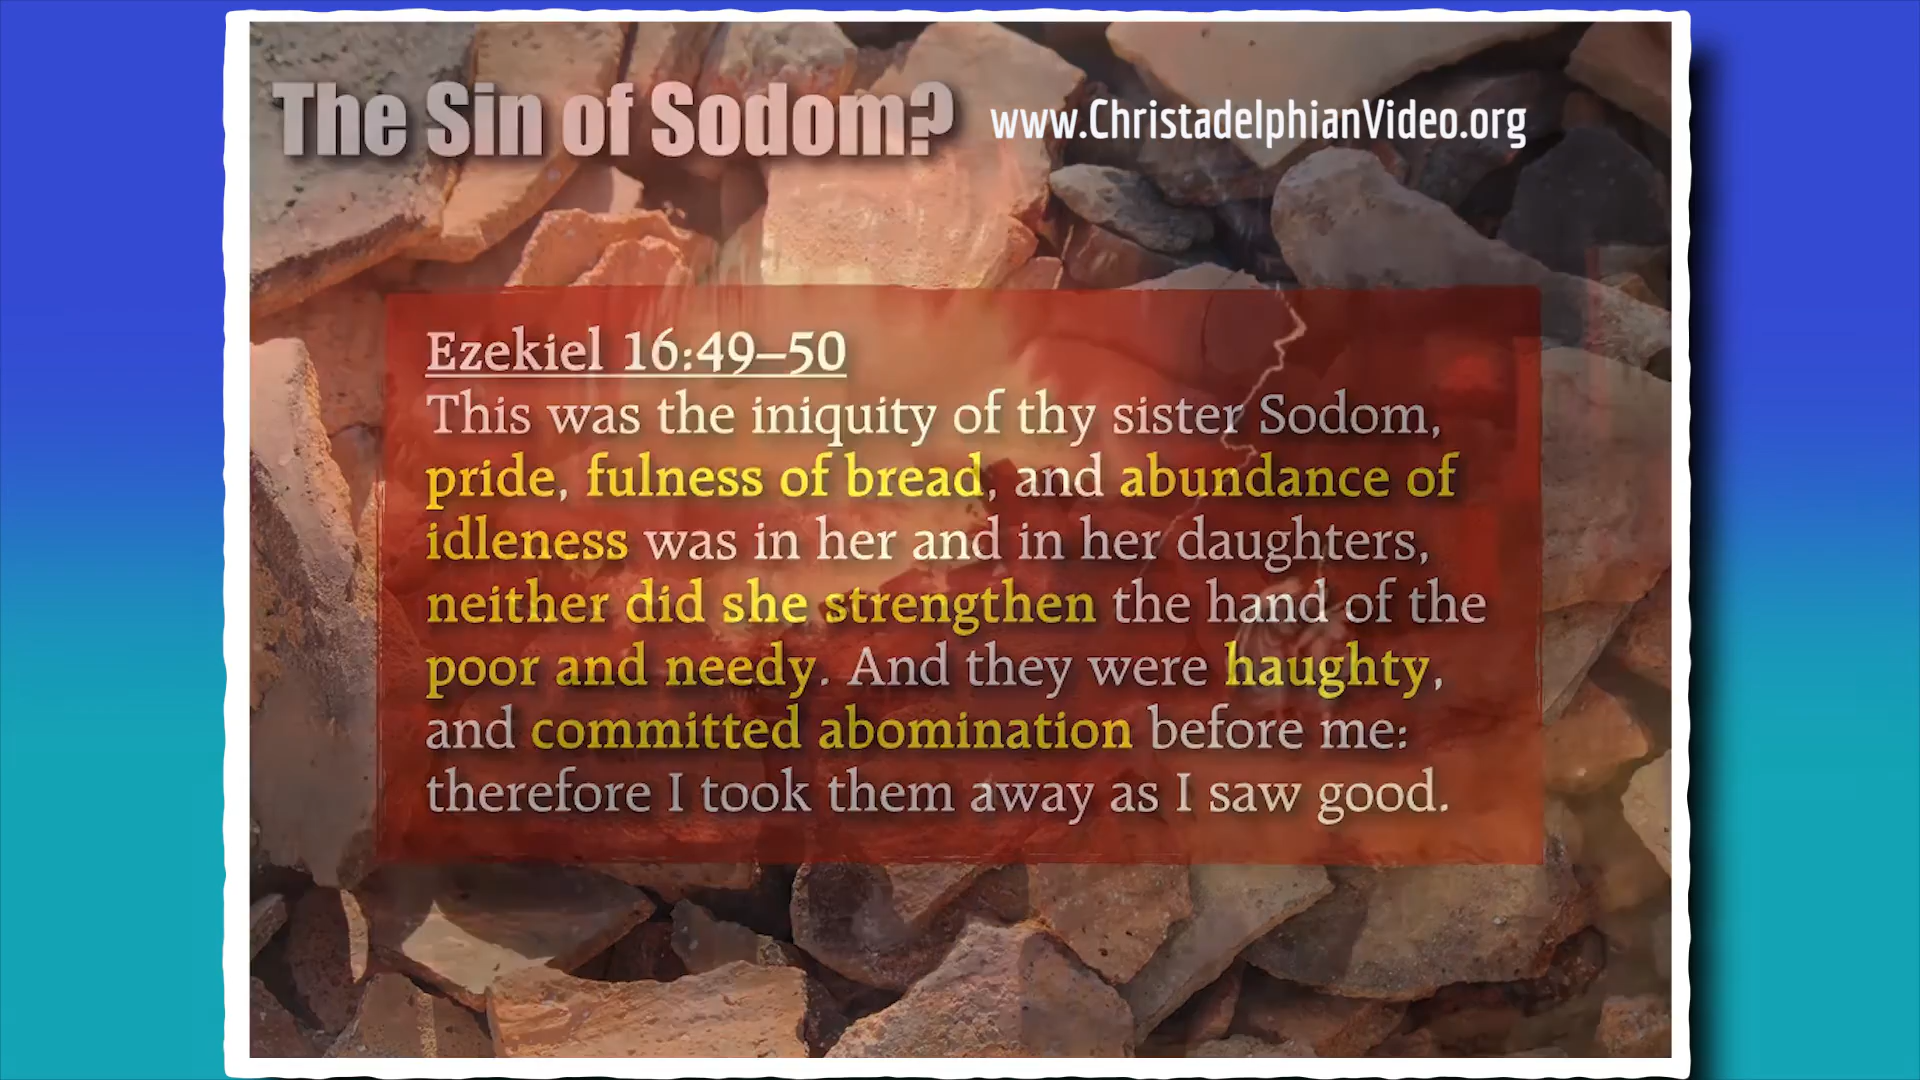 The Sin of Sodom?
www.ChristadelphianVideo.org
Ezekiel 16:49–50
This was the iniquity of thy sister Sodom,
pride, fulness of bread, and abundance of
idleness was in her and in her daughters,
neither did she strengthen the hand of the
poor and needy. And they were haughty,
and committed abomination before me:
therefore I took them away as I saw good.